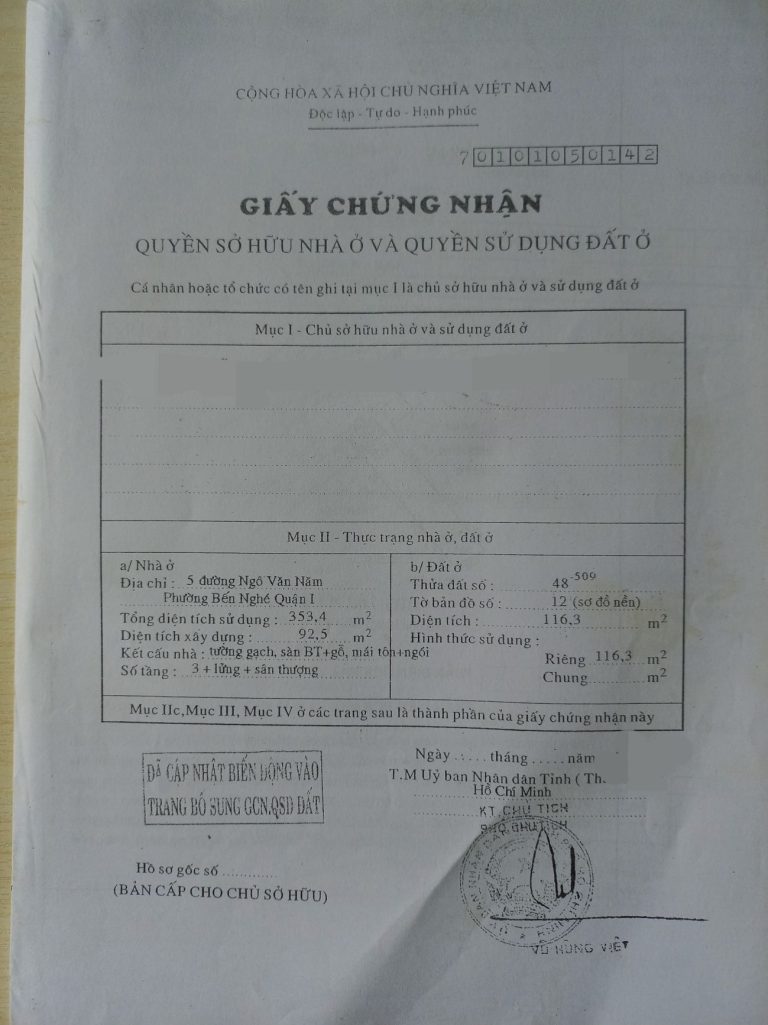 CỘNG HÒA XÃ HỘI CHỦ NGHĨA VIỆT NAM
Độc lập - Tự do - Hạnh phúc
7 0101050142
GIẤY CHỨNG NHẬN
QUYỀN SỞ HỮU NHÀ Ở VÀ QUYỀN SỬ DỤNG ĐẤT Ở
Cá nhân hoặc tổ chức có tên ghi tại mục I là chủ sở hữu nhà ở và sử dụng đất ở
Mục I - Chủ sở hữu nhà ở và sử dụng đất ở
Mục II - Thực trạng nhà ở, đất ở
a/ Nhà ở
Địa chỉ : 5 đường Ngô Văn Năm
Phường Bến Nghé Quận I
Tổng diện tích sử dụng : 353,4 m2
Diện tích xây dựng : 92,5 m2
Kết cấu nhà : tường gạch, sàn BT+gỗ, mái tôn+ngói
Số tầng : 3 + lửng + sân thượng
b/ Đất ở
Thửa đất số : 48-509
Tờ bản đồ số : 12 (sơ đồ nền)
Diện tích : 116,3 m2
Hình thức sử dụng :
Riêng 116,3 m2
Chung m2
Mục IIc,Mục III, Mục IV ở các trang sau là thành phần của giấy chứng nhận này
ĐÃ CẬP NHẬT BIẾN ĐỘNG VÀO
TRANG BỔ SUNG GCN.QSD ĐẤT
Hồ sơ gốc số
(BẢN CẤP CHO CHỦ SỞ HỮU)
Ngày ..... tháng ..... năm
T.M Uỷ ban Nhân dân Tỉnh ( Th.
Hồ Chí Minh
KT.CHỦ TỊCH
PHÓ CHỦ TỊCH
VŨ HÙNG VIỆT